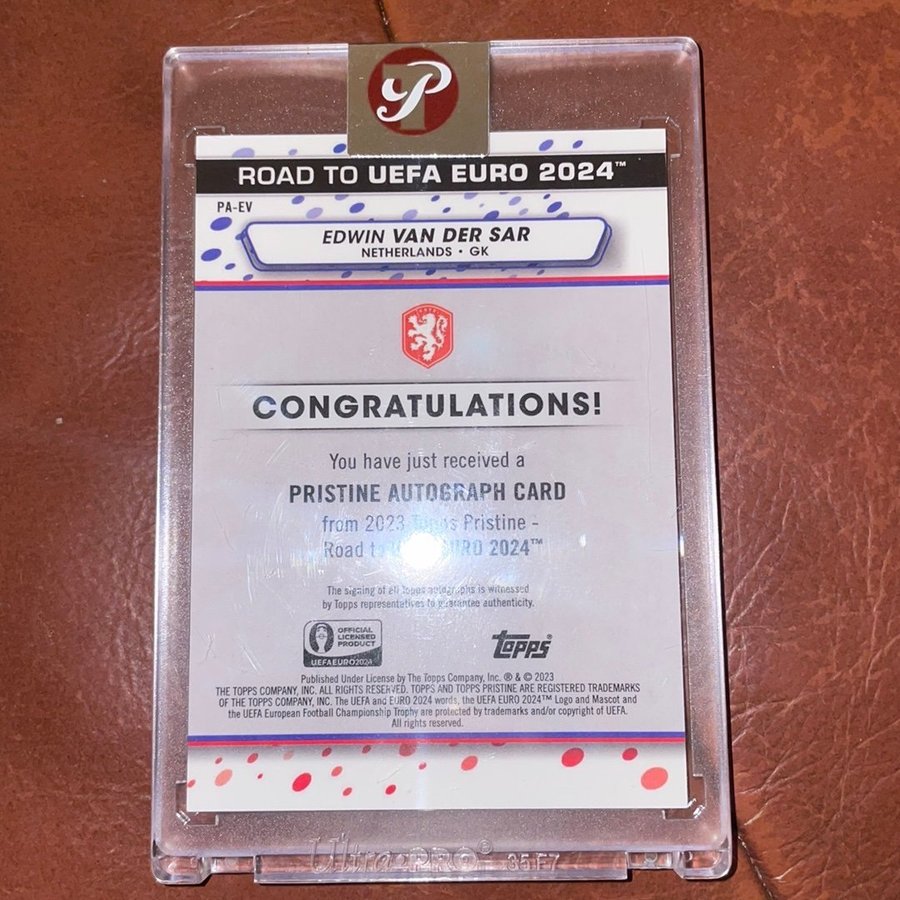 P
ROAD TO UEFA EURO 2024™
PA-EV
EDWIN VAN DER SAR
NETHERLANDS • GK
CONGRATULATIONS!
You have just received a
PRISTINE AUTOGRAPH CARD
from 2023 Topps Pristine -
Road to EURO 2024™
The signing of all Topps autographs is witnessed
by Topps representatives to guarantee authenticity.
OFFICIAL
LICENSED
PRODUCT
UEFAEURO2024
topps®
Published Under License by The Topps Company, Inc. ® & © 2023
THE TOPPS COMPANY, INC. ALL RIGHTS RESERVED. TOPPS AND TOPPS PRISTINE ARE REGISTERED TRADEMARKS
OF THE TOPPS COMPANY, INC. The UEFA and EURO 2024 words, the UEFA EURO 2024™ Logo and Mascot and
the UEFA European Football Championship Trophy are protected by trademarks and/or copyright of UEFA.
All rights reserved.
Ultra•PRO® 35F7